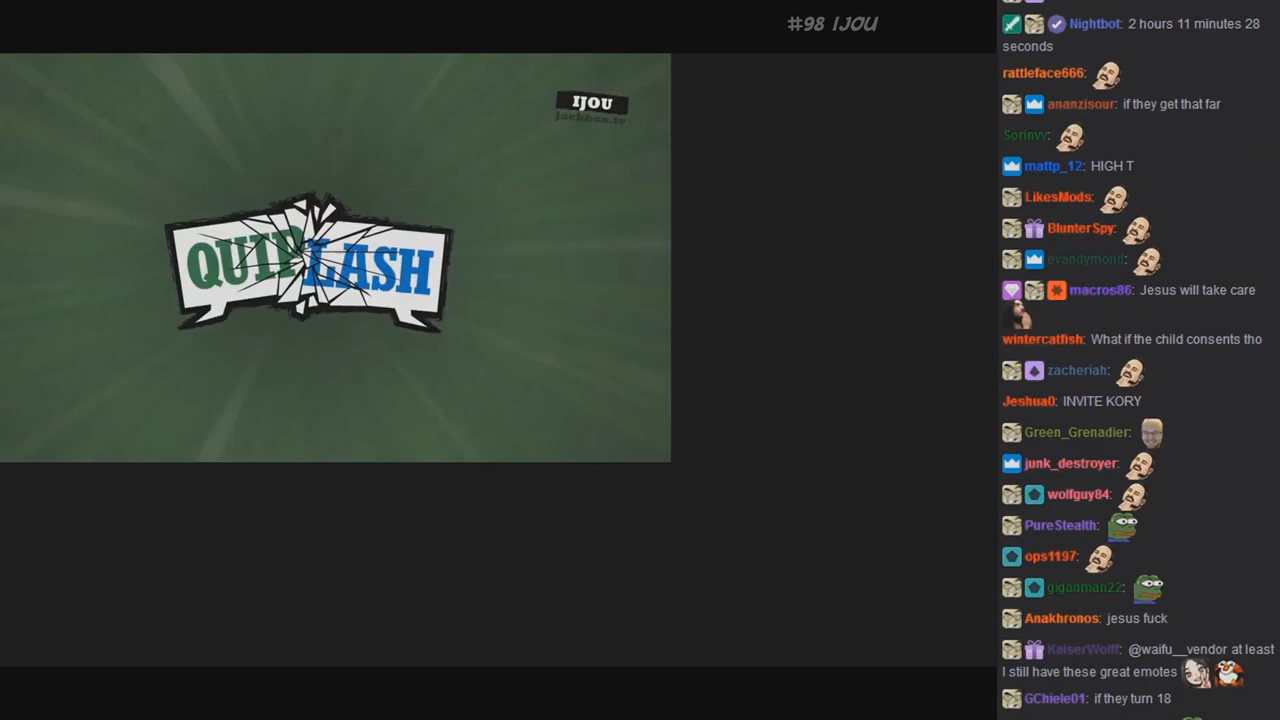 #98 IJOU
IJOU
jackbox.tv
QUIPLASH
Nightbot: 2 hours 11 minutes 28
seconds
rattleface666:
ananzisour: if they get that far
Sorinvv:
mattp_12: HIGH T
LikesMods:
BlunterSpy:
evandymond:
macros86: Jesus will take care
wintercatfish: What if the child consents tho
zacheriah:
Jeshua0: INVITE KORY
Green_Grenadier:
junk_destroyer:
wolfguy84:
PureStealth:
ops1197:
giganman22:
Anakhronos: jesus fuck
KaiserWolff: @waifu__vendor at least
I still have these great emotes
GChiele01: if they turn 18